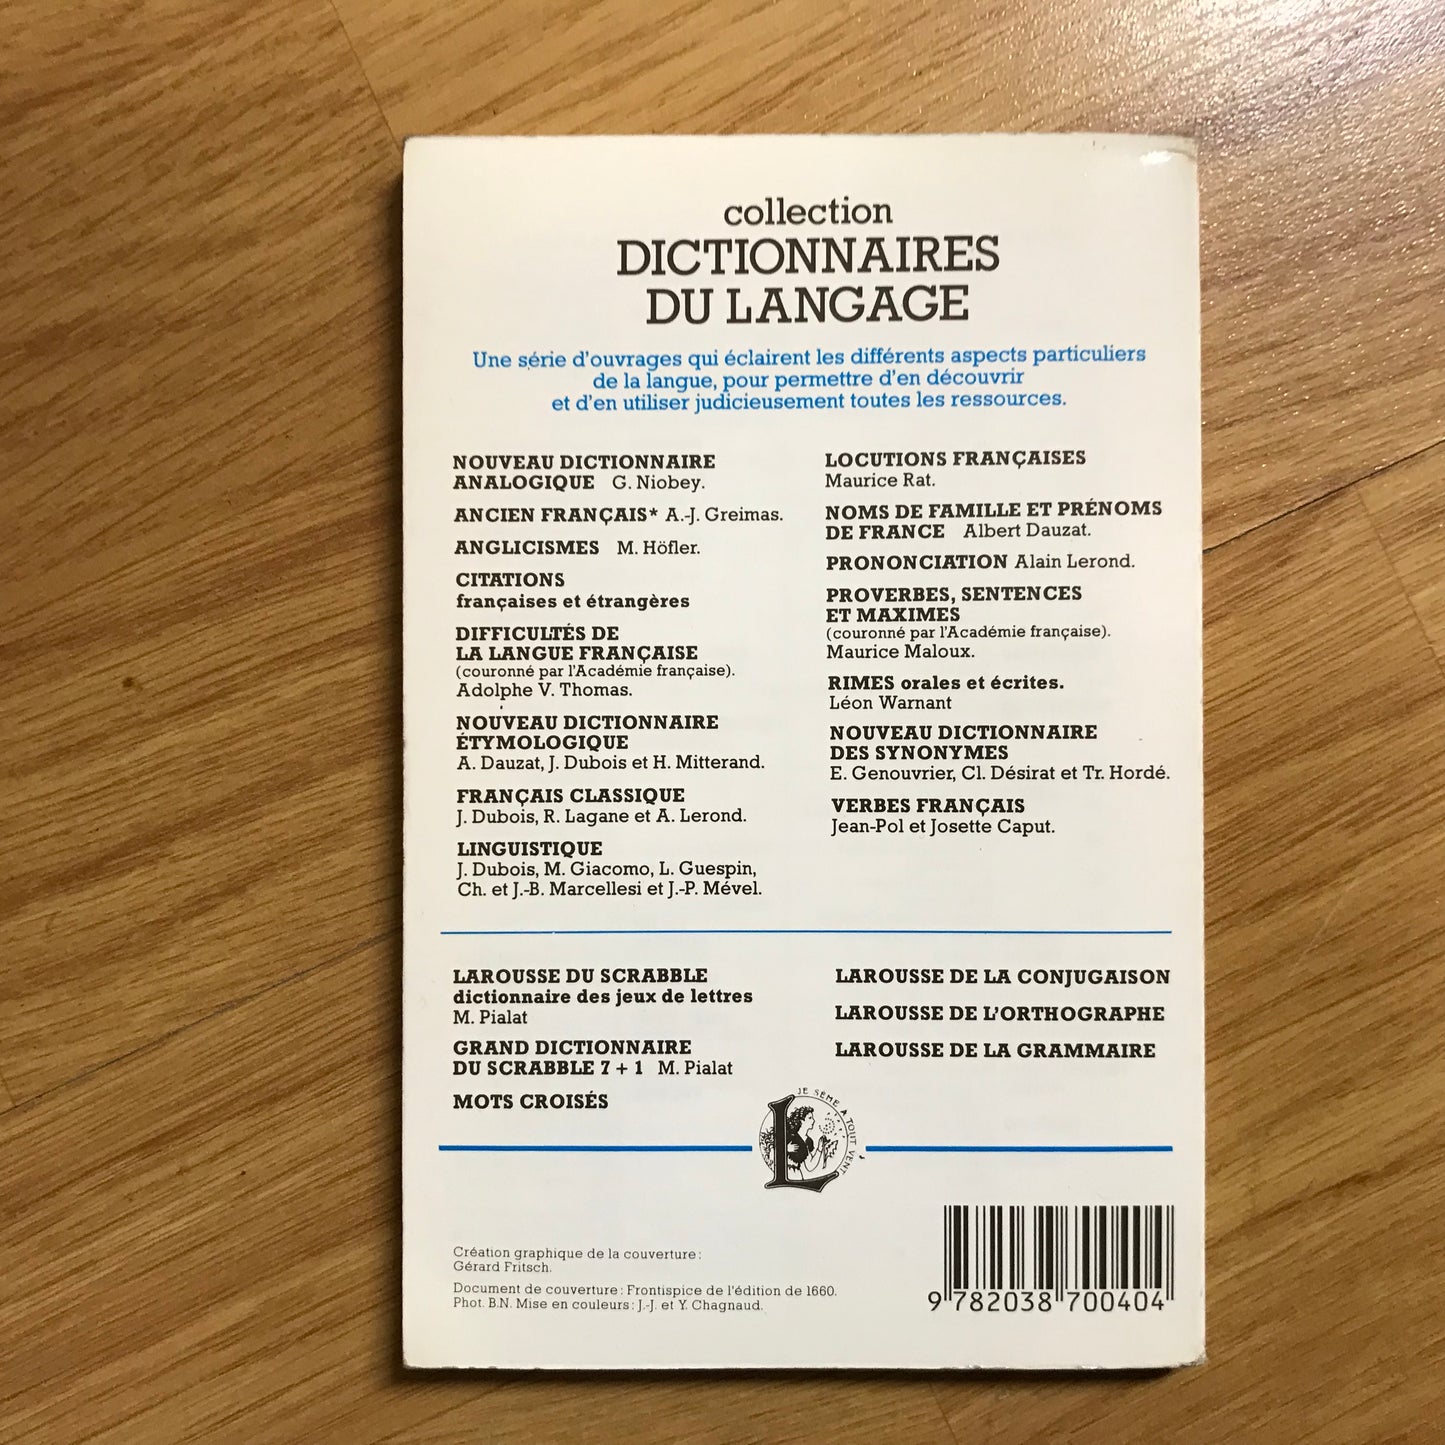 collection
DICTIONNAIRES
DU LANGAGE
Une série d'ouvrages qui éclairent les différents aspects particuliers
de la langue, pour permettre d'en découvrir
et d'en utiliser judicieusement toutes les ressources.
NOUVEAU DICTIONNAIRE
ANALOGIQUE G. Niobey.
ANCIEN FRANÇAIS* A.-J. Greimas.
ANGLICISMES M. Höfler.
CITATIONS
françaises et étrangères
DIFFICULTÉS DE
LA LANGUE FRANÇAISE
(couronné par l'Académie française).
Adolphe V. Thomas.
NOUVEAU DICTIONNAIRE
ÉTYMOLOGIQUE
A. Dauzat, J. Dubois et H. Mitterand.
FRANÇAIS CLASSIQUE
J. Dubois, R. Lagane et A. Lerond.
LINGUISTIQUE
J. Dubois, M. Giacomo, L. Guespin,
Ch. et J.-B. Marcellesi et J.-P. Mével.
LOCUTIONS FRANÇAISES
Maurice Rat.
NOMS DE FAMILLE ET PRÉNOMS
DE FRANCE Albert Dauzat.
PRONONCIATION Alain Lerond.
PROVERBES, SENTENCES
ET MAXIMES
(couronné par l'Académie française).
Maurice Maloux.
RIMES orales et écrites.
Léon Warnant
NOUVEAU DICTIONNAIRE
DES SYNONYMES
E. Genouvrier, Cl. Désirat et Tr. Hordé.
VERBES FRANÇAIS
Jean-Pol et Josette Caput.
LAROUSSE DU SCRABBLE
dictionnaire des jeux de lettres
M. Pialat
GRAND DICTIONNAIRE
DU SCRABBLE 7 + 1 M. Pialat
MOTS CROISÉS
LAROUSSE DE LA CONJUGAISON
LAROUSSE DE L'ORTHOGRAPHE
LAROUSSE DE LA GRAMMAIRE
JE SÈME A TOUT VENT
L
Création graphique de la couverture :
Gérard Fritsch.
Document de couverture : Frontispice de l'édition de 1660.
Phot. B.N. Mise en couleurs : J.-J. et Y. Chagnaud.
9 782038 700404